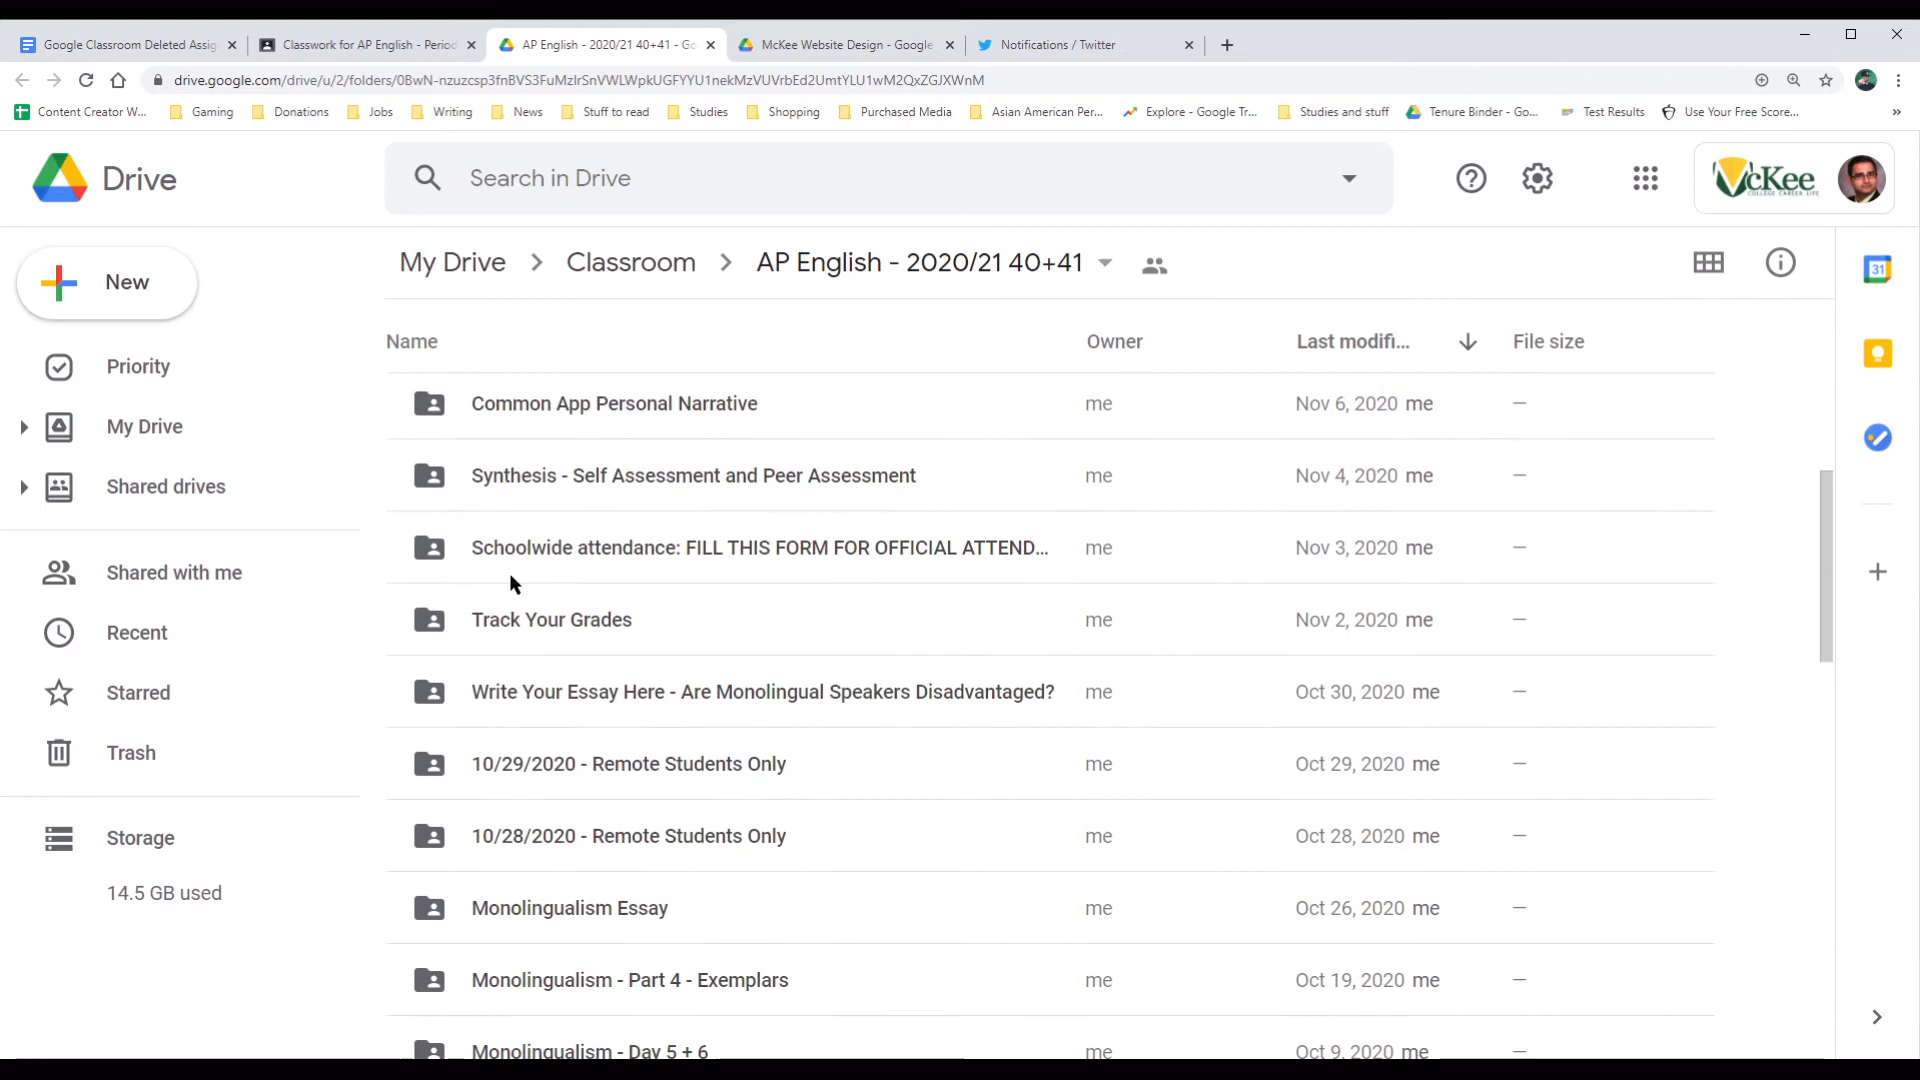 Google Classroom Deleted Assig
Classwork for AP English - Period
AP English - 2020/21 40+41 - Go
McKee Website Design - Google
Notifications / Twitter
drive.google.com/drive/u/2/folders/0BwN-nzuzcsp3fnBVS3FuMzlrSnVWLWpkUGFYYU1nekMzVUVrbEd2UmtYLU1wM2QxZGJXWnM
Content Creator W...
Gaming
Donations
Jobs
Writing
News
Stuff to read
Studies
Shopping
Purchased Media
Asian American Per...
Explore - Google Tr...
Studies and stuff
Tenure Binder - Go...
Test Results
Use Your Free Score...
»
Drive
Search in Drive
McKee
COLLEGE CAREER LIFE
New
My Drive > Classroom > AP English - 2020/21 40+41
31
Priority
My Drive
Shared drives
Shared with me
Recent
Starred
Trash
Storage
14.5 GB used
Name Owner Last modifi... File size
Common App Personal Narrative me Nov 6, 2020 me —
Synthesis - Self Assessment and Peer Assessment me Nov 4, 2020 me —
Schoolwide attendance: FILL THIS FORM FOR OFFICIAL ATTEND... me Nov 3, 2020 me —
Track Your Grades me Nov 2, 2020 me —
Write Your Essay Here - Are Monolingual Speakers Disadvantaged? me Oct 30, 2020 me —
10/29/2020 - Remote Students Only me Oct 29, 2020 me —
10/28/2020 - Remote Students Only me Oct 28, 2020 me —
Monolingualism Essay me Oct 26, 2020 me —
Monolingualism - Part 4 - Exemplars me Oct 19, 2020 me —
Monolingualism - Day 5 + 6 me Oct 9, 2020 me —